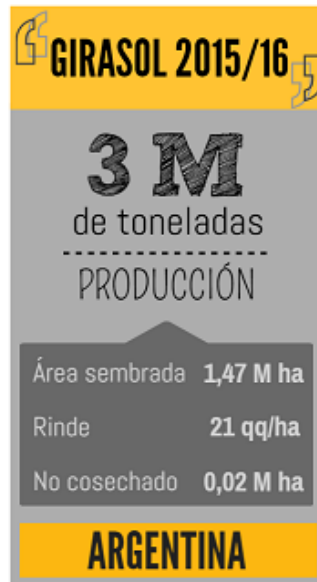 GIRASOL 2015/16
3 M
de toneladas
PRODUCCIÓN
Área sembrada 1,47 M ha
Rinde 21 qq/ha
No cosechado 0,02 M ha
ARGENTINA